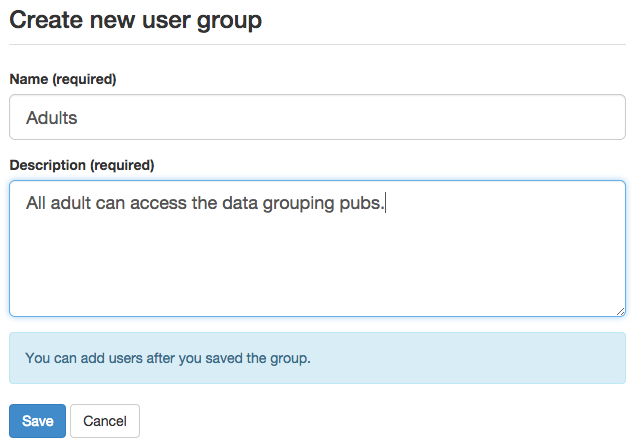 Create new user group
Name (required)
Adults
Description (required)
All adult can access the data grouping pubs.
You can add users after you saved the group.
Save Cancel